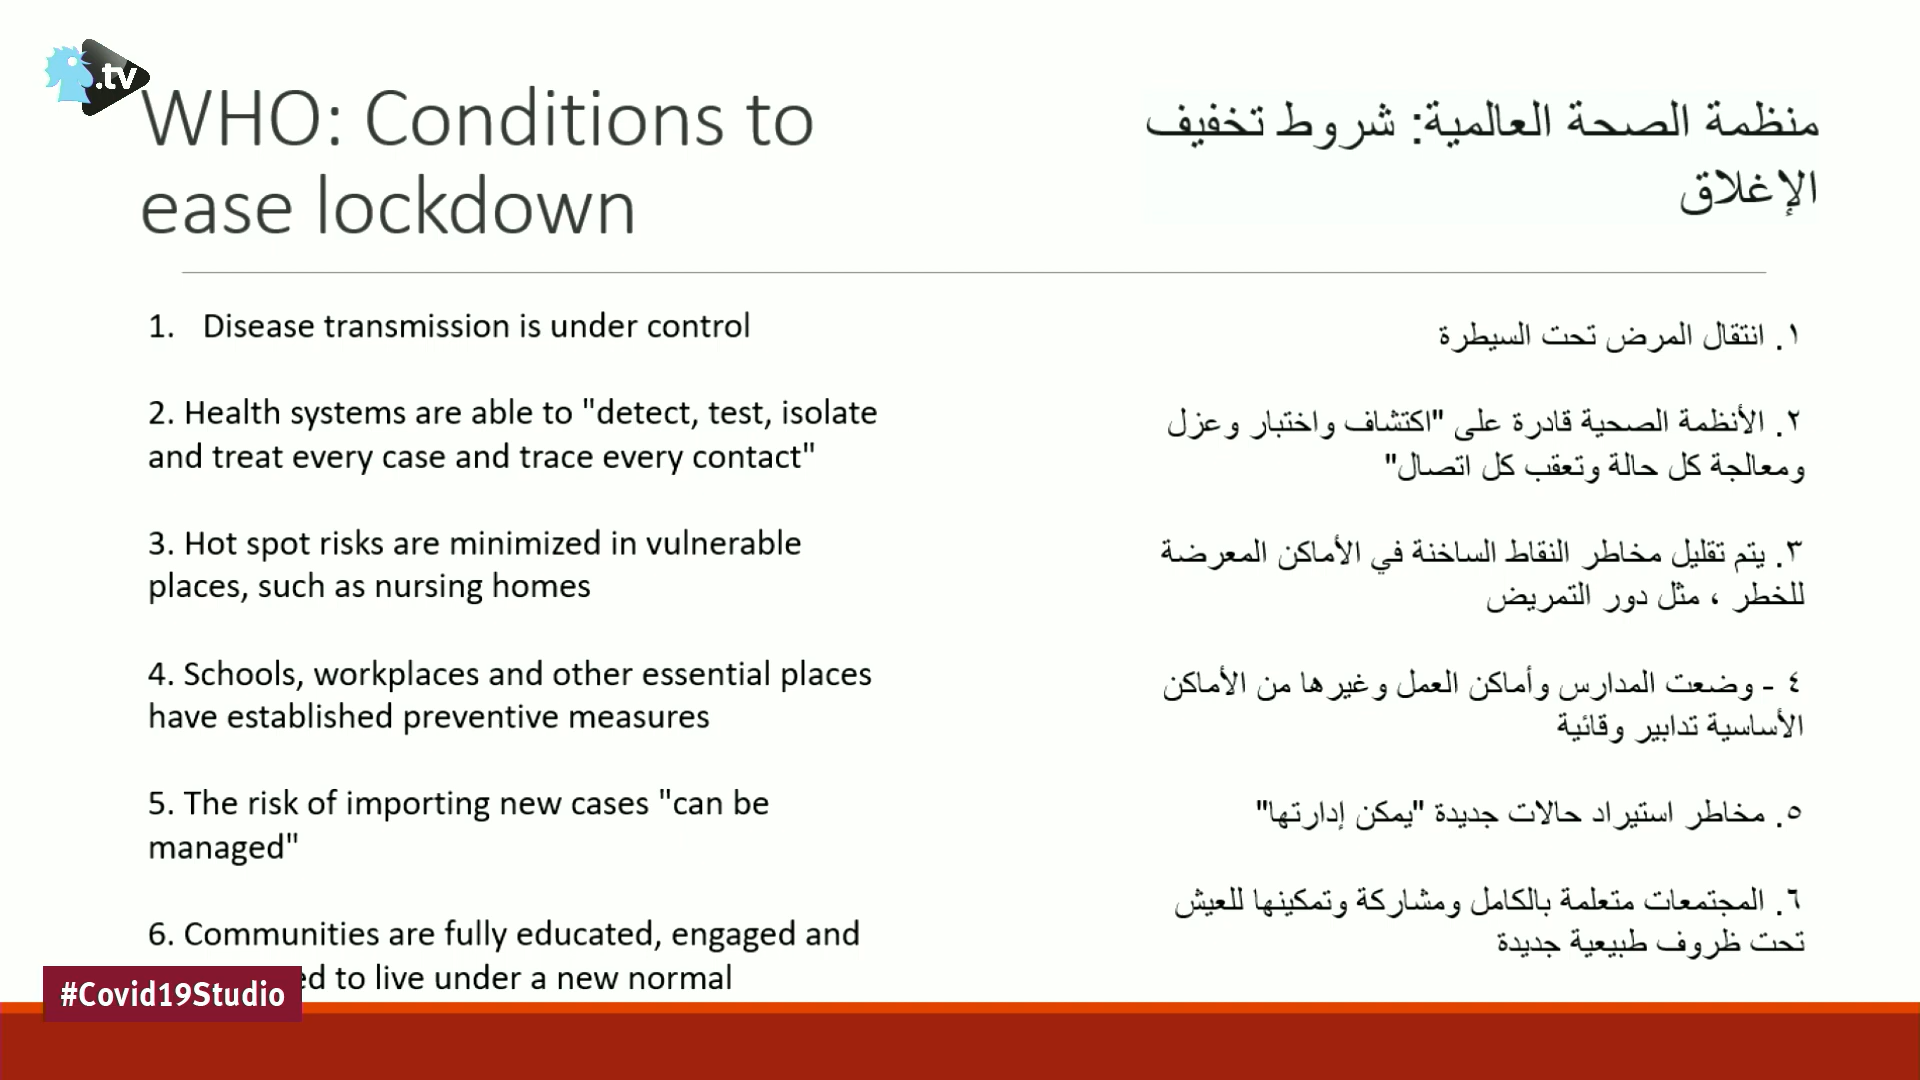 .tv
WHO: Conditions to
ease lockdown
منظمة الصحة العالمية: شروط تخفيف
الإغلاق
1. Disease transmission is under control
2. Health systems are able to "detect, test, isolate
and treat every case and trace every contact"
3. Hot spot risks are minimized in vulnerable
places, such as nursing homes
4. Schools, workplaces and other essential places
have established preventive measures
5. The risk of importing new cases "can be
managed"
6. Communities are fully educated, engaged and
ed to live under a new normal
١. انتقال المرض تحت السيطرة
٢. الأنظمة الصحية قادرة على "اكتشاف واختبار وعزل
ومعالجة كل حالة وتعقب كل اتصال"
٣. يتم تقليل مخاطر النقاط الساخنة في الأماكن المعرضة
للخطر ، مثل دور التمريض
٤ - وضعت المدارس وأماكن العمل وغيرها من الأماكن
الأساسية تدابير وقائية
٥. مخاطر استيراد حالات جديدة "يمكن إدارتها"
٦. المجتمعات متعلمة بالكامل ومشاركة وتمكينها للعيش
تحت ظروف طبيعية جديدة
#Covid19Studio